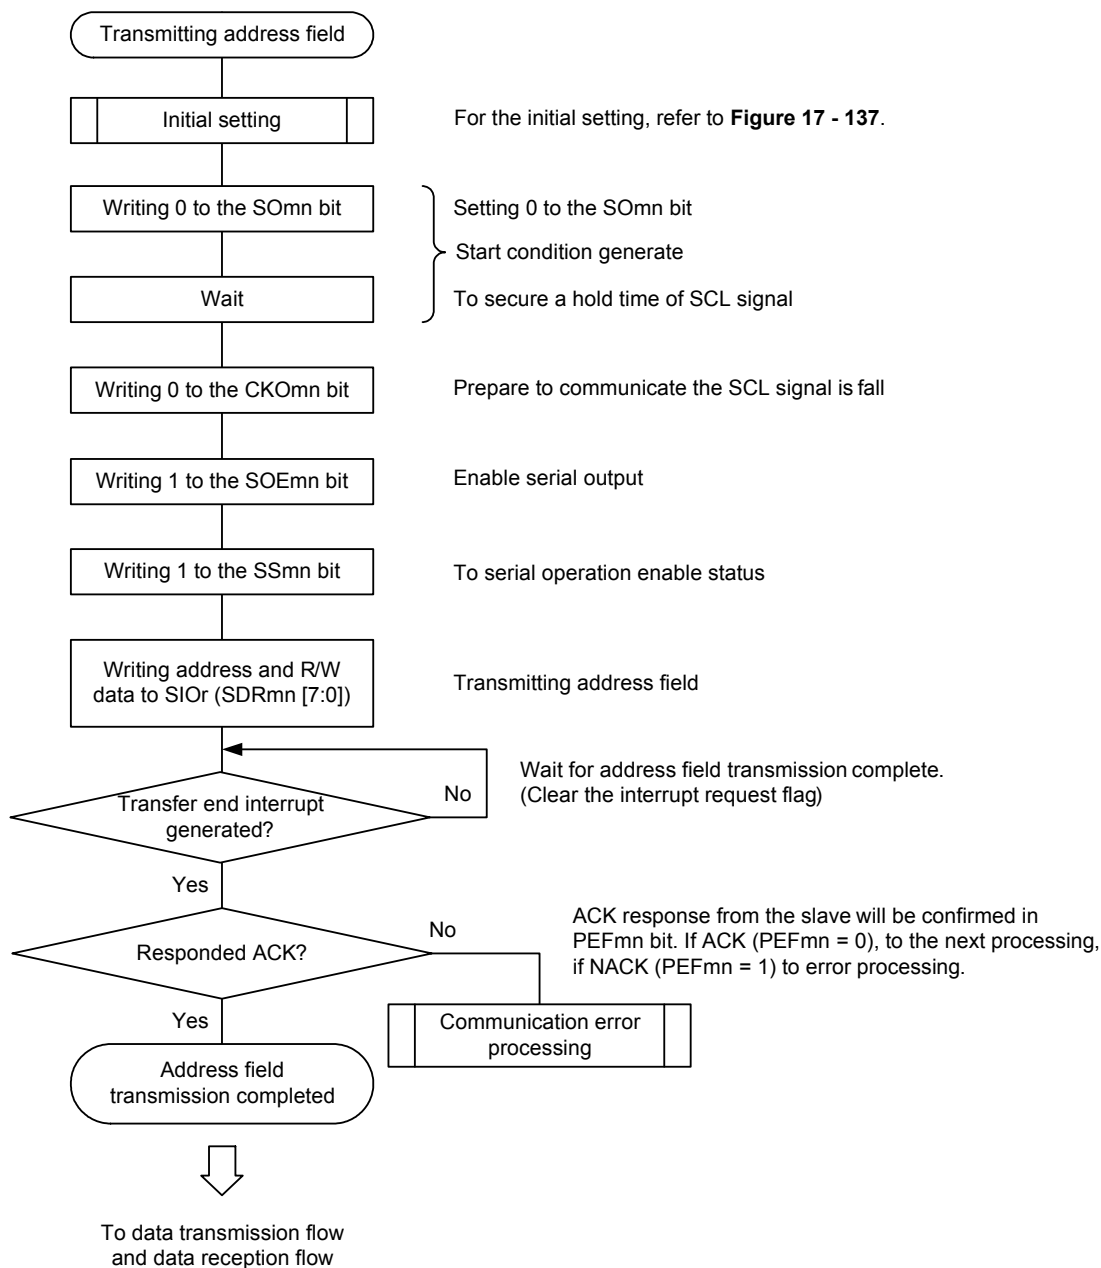 Transmitting address field
Initial setting
For the initial setting, refer to Figure 17 - 137.
Writing 0 to the SOmn bit
Setting 0 to the SOmn bit
Start condition generate
Wait
To secure a hold time of SCL signal
Writing 0 to the CKOmn bit
Prepare to communicate the SCL signal is fall
Writing 1 to the SOEmn bit
Enable serial output
Writing 1 to the SSmn bit
To serial operation enable status
Writing address and R/W
data to SIOr (SDRmn [7:0])
Transmitting address field
Transfer end interrupt
generated?
No
Wait for address field transmission complete.
(Clear the interrupt request flag)
Yes
Responded ACK?
No
ACK response from the slave will be confirmed in
PEFmn bit. If ACK (PEFmn = 0), to the next processing,
if NACK (PEFmn = 1) to error processing.
Yes
Communication error
processing
Address field
transmission completed
To data transmission flow
and data reception flow